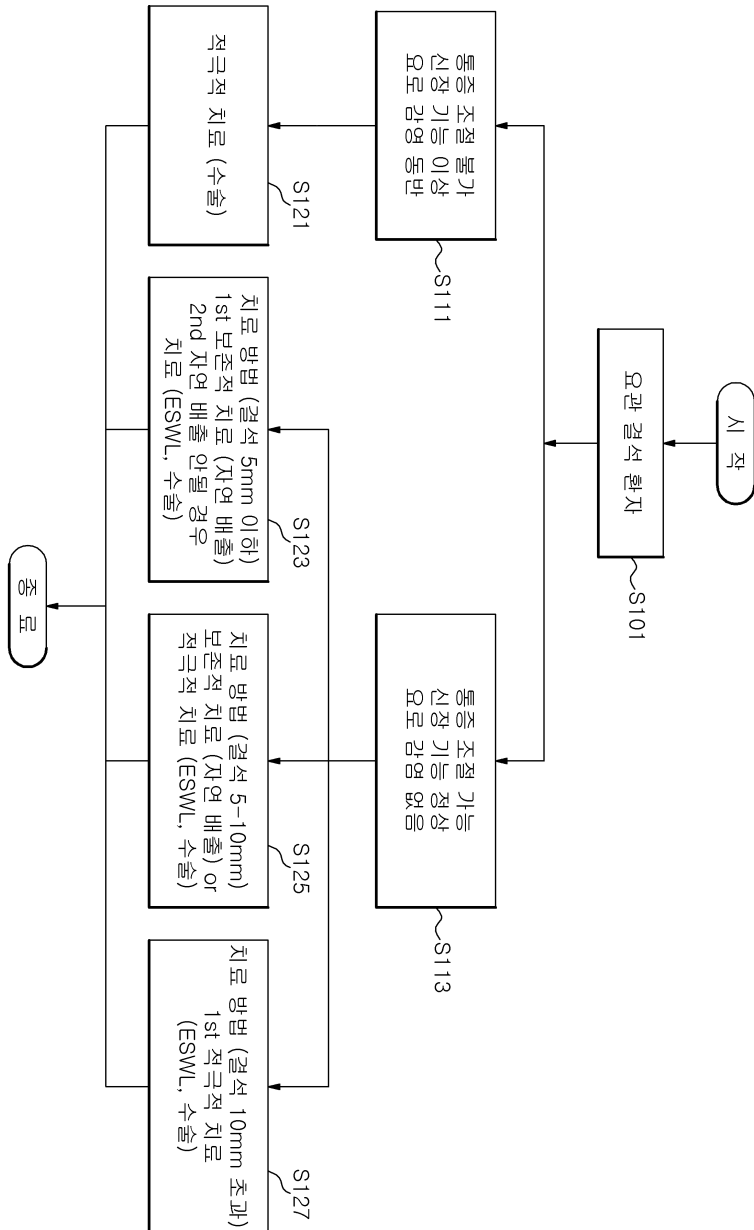 시 작
요관 결석 환자
S101
통증 조절 불가
신장 기능 이상
요로 감염 동반
S111
통증 조절 가능
신장 기능 정상
요로 감염 없음
S113
적극적 치료 (수술)
S121
치료 방법 (결석 5mm 이하)
1st 보존적 치료 (자연 배출)
2nd 자연 배출 안될 경우
치료 (ESWL, 수술)
S123
치료 방법 (결석 5-10mm)
보존적 치료 (자연 배출) or
적극적 치료 (ESWL, 수술)
S125
치료 방법 (결석 10mm 초과)
1st 적극적 치료
(ESWL, 수술)
S127
종 료